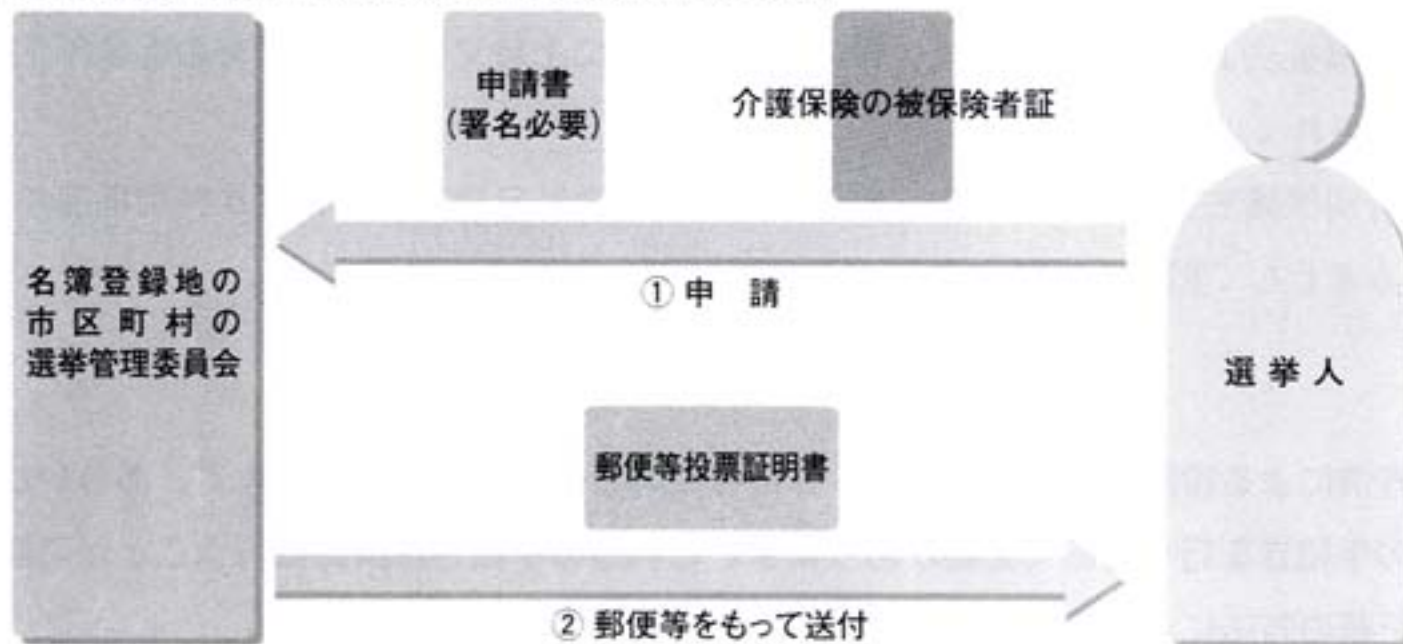 申請書
(署名必要)
介護保険の被保険者証
① 申　請
名簿登録地の
市区町村の
選挙管理委員会
選挙人
郵便等投票証明書
② 郵便等をもって送付